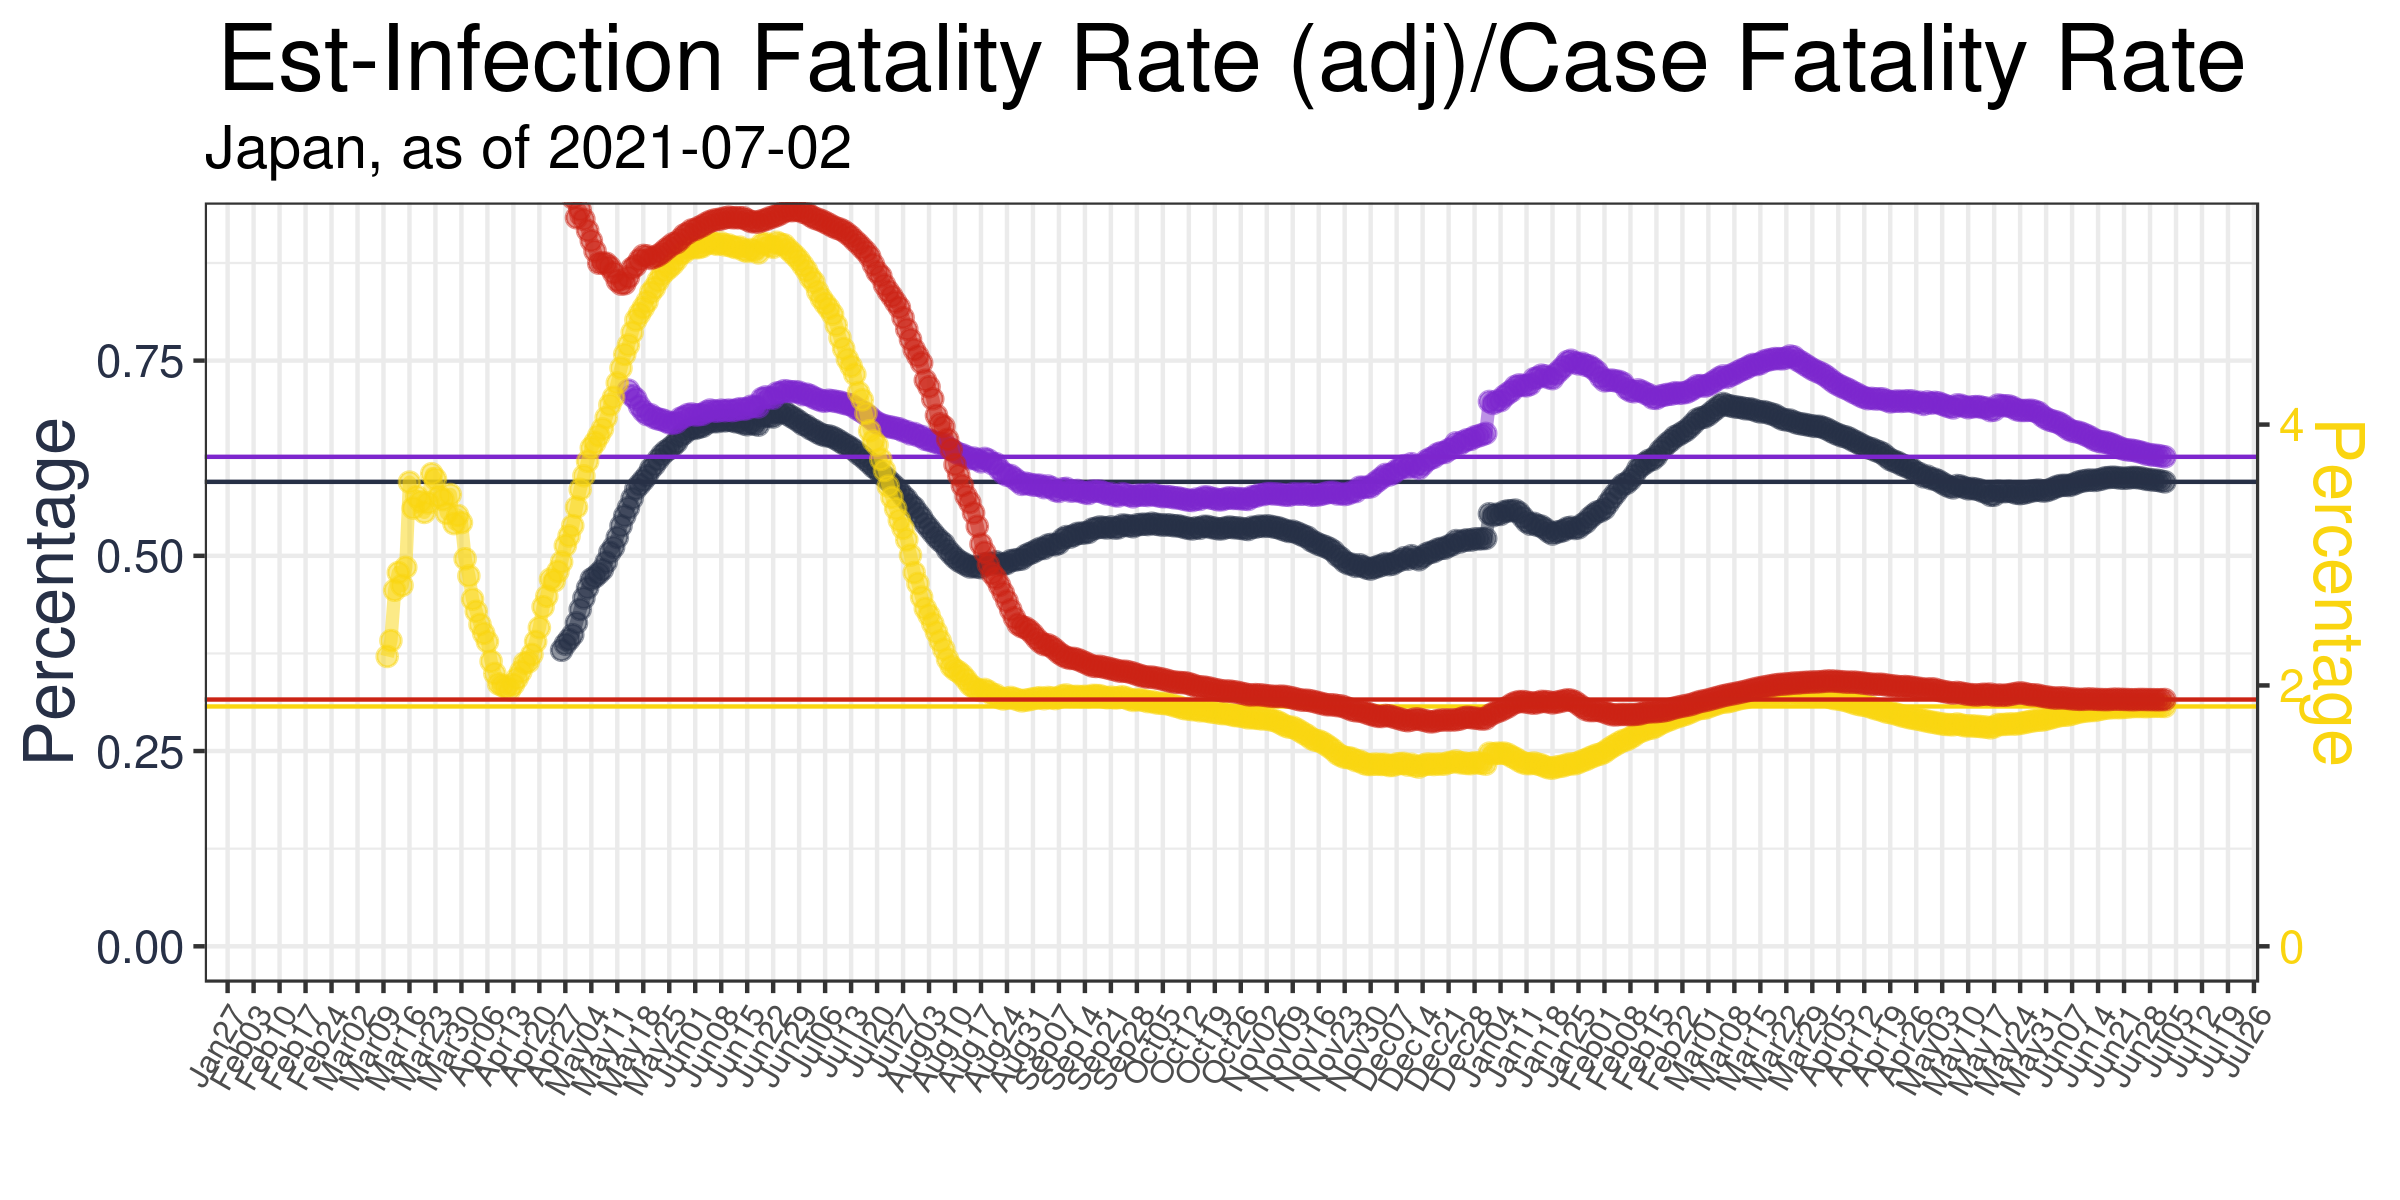 Est-Infection Fatality Rate (adj)/Case Fatality Rate
Japan, as of 2021-07-02
Percentage
0.75
0.50
0.25
0.00
4
2
0
Percentage
Jan27 Feb03 Feb10 Feb17 Feb24 Mar02 Mar09 Mar16 Mar23 Mar30 Apr06 Apr13 Apr20 Apr27 May04 May11 May18 May25 Jun01 Jun08 Jun15 Jun22 Jun29 Jul06 Jul13 Jul20 Jul27 Aug03 Aug10 Aug17 Aug24 Aug31 Sep07 Sep14 Sep21 Sep28 Oct05 Oct12 Oct19 Oct26 Nov02 Nov09 Nov16 Nov23 Nov30 Dec07 Dec14 Dec21 Dec28 Jan04 Jan11 Jan18 Jan25 Feb01 Feb08 Feb15 Feb22 Mar01 Mar08 Mar15 Mar22 Mar29 Apr05 Apr12 Apr19 Apr26 May03 May10 May17 May24 May31 Jun07 Jun14 Jun21 Jun28 Jul05 Jul12 Jul19 Jul26